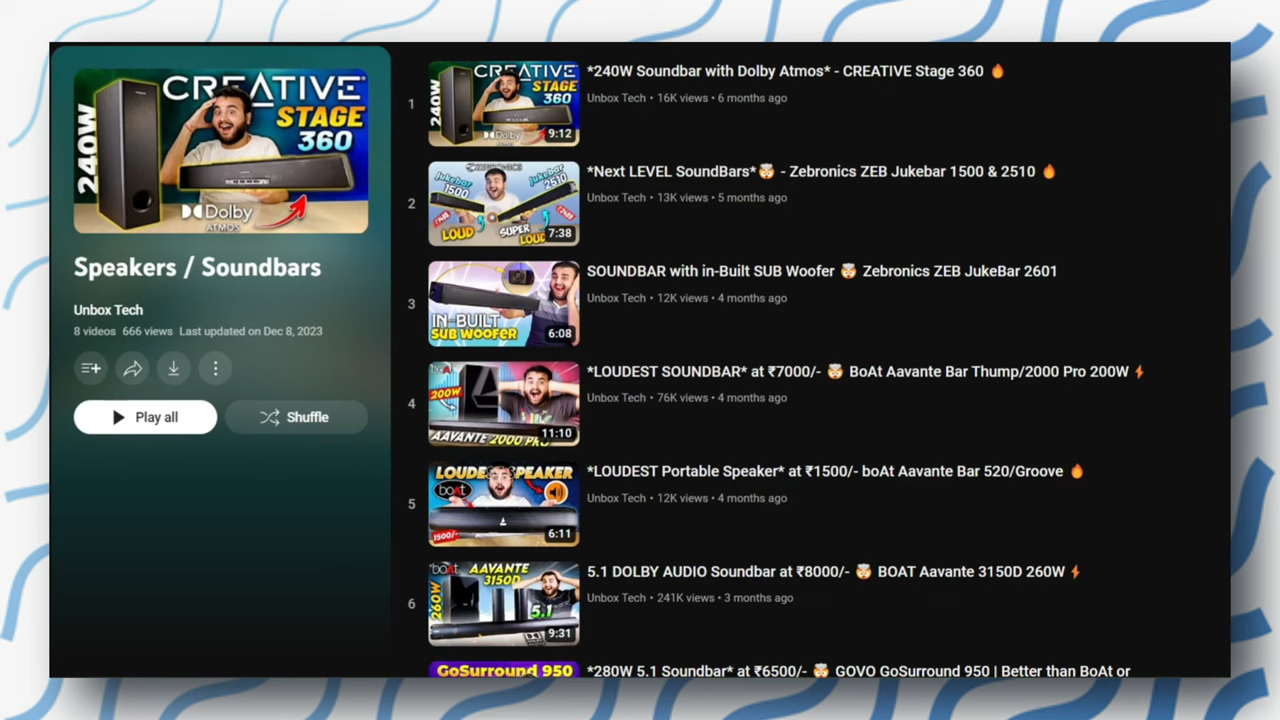 240W
CREATIVE
STAGE
360
Dolby
ATMOS
Speakers / Soundbars
Unbox Tech
8 videos 666 views Last updated on Dec 8, 2023
Play all
Shuffle
1
240W
CREATIVE
STAGE
360
Dolby
9:12
*240W Soundbar with Dolby Atmos* - CREATIVE Stage 360 🔥
Unbox Tech • 16K views • 6 months ago
2
ZEBRONICS
Jukebar
1500
Jukebar
2510
LOUD
SUPER
LOUD
7:38
*Next LEVEL SoundBars*🤯 - Zebronics ZEB Jukebar 1500 & 2510 🔥
Unbox Tech • 13K views • 5 months ago
3
IN-BUILT
SUB WOOFER
6:08
SOUNDBAR with in-Built SUB Woofer 🤯 Zebronics ZEB JukeBar 2601
Unbox Tech • 12K views • 4 months ago
4
boAt
200W
AAVANTE 2000 PRO
11:10
*LOUDEST SOUNDBAR* at ₹7000/- 🤯 BoAt Aavante Bar Thump/2000 Pro 200W⚡
Unbox Tech • 76K views • 4 months ago
5
LOUDEST SPEAKER
boAt
1500/-
6:11
*LOUDEST Portable Speaker* at ₹1500/- boAt Aavante Bar 520/Groove 🔥
Unbox Tech • 12K views • 4 months ago
6
boAt
AAVANTE
3150D
260W
5.1
9:31
5.1 DOLBY AUDIO Soundbar at ₹8000/- 🤯 BOAT Aavante 3150D 260W⚡
Unbox Tech • 241K views • 3 months ago
GoSurround 950
*280W 5.1 Soundbar* at ₹6500/- 🤯 GOVO GoSurround 950 | Better than BoAt or